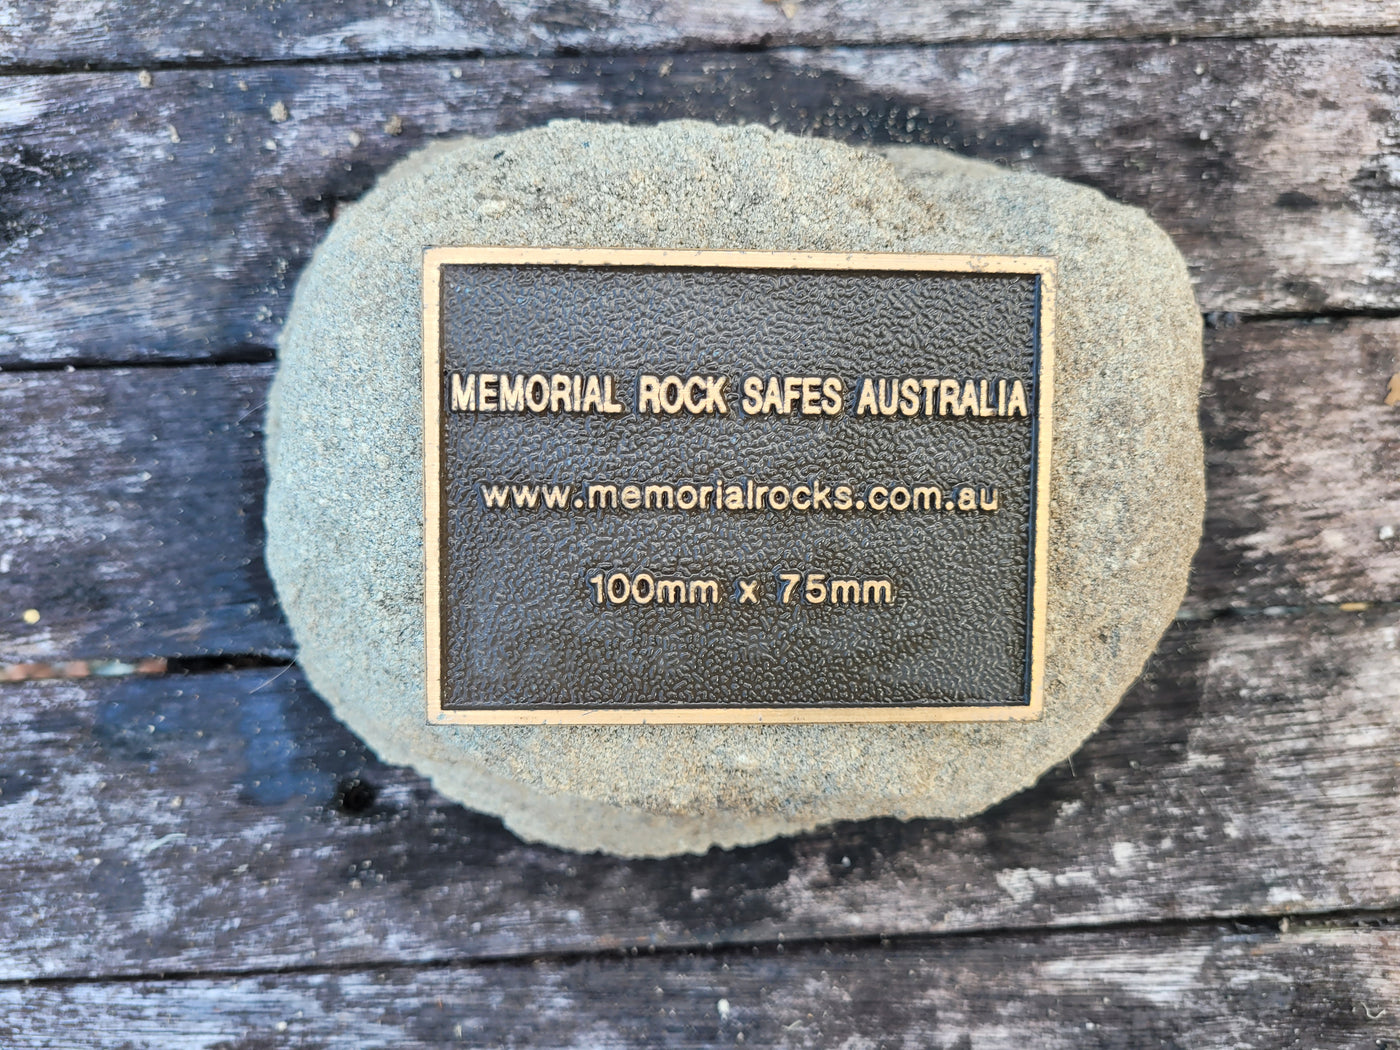 MEMORIAL ROCK SAFES AUSTRALIA
www.memorialrocks.com.au
100mm x 75mm